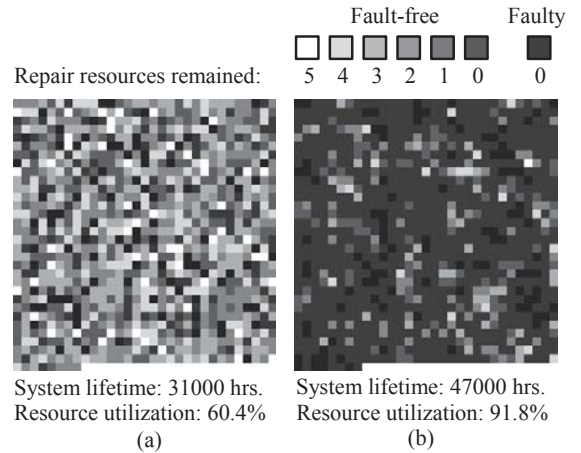 Fault-free Faulty
Repair resources remained: 5 4 3 2 1 0 0
System lifetime: 31000 hrs.
Resource utilization: 60.4%
(a)
System lifetime: 47000 hrs.
Resource utilization: 91.8%
(b)